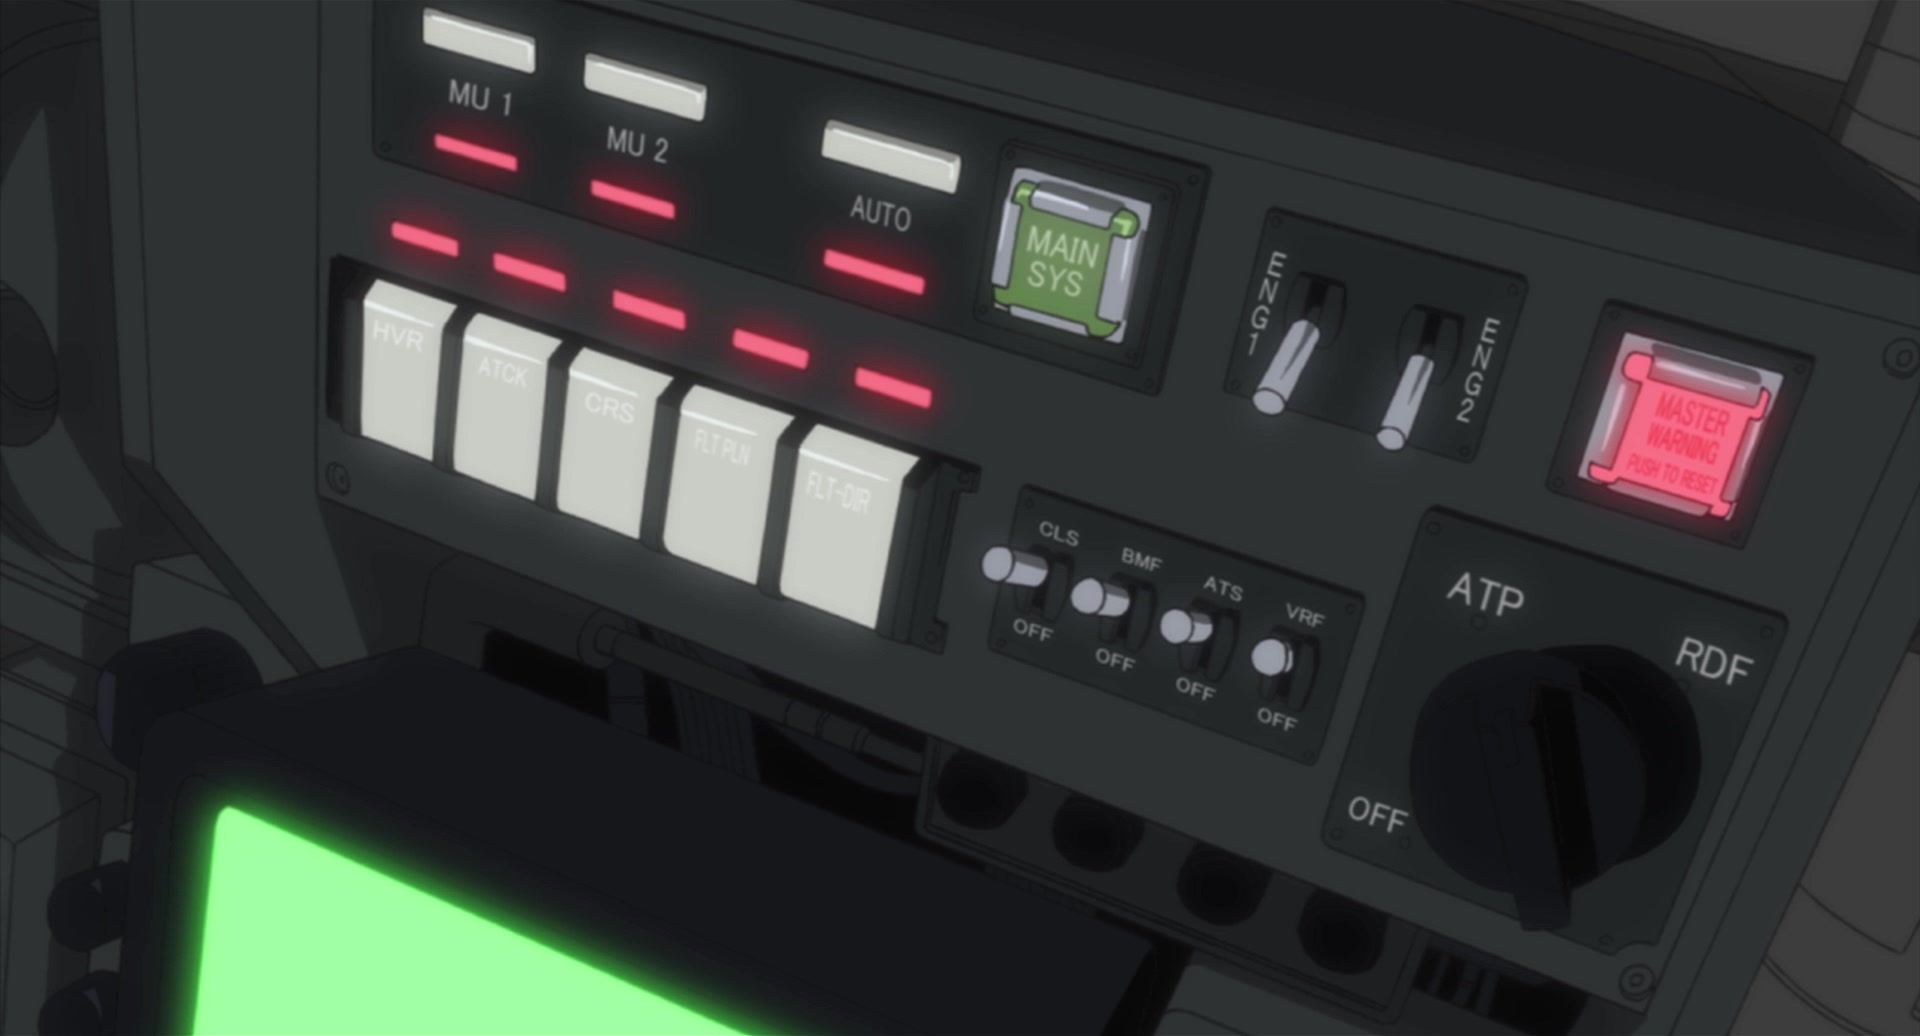 MU 1
MU 2
AUTO
MAIN
SYS
ENG1
ENG2
MASTER
WARNING
PUSH TO RESET
HVR
ATCK
CRS
FLT PLN
FLT-DIR
CLS
BMF
ATS
VRF
OFF
OFF
OFF
OFF
ATP
RDF
OFF